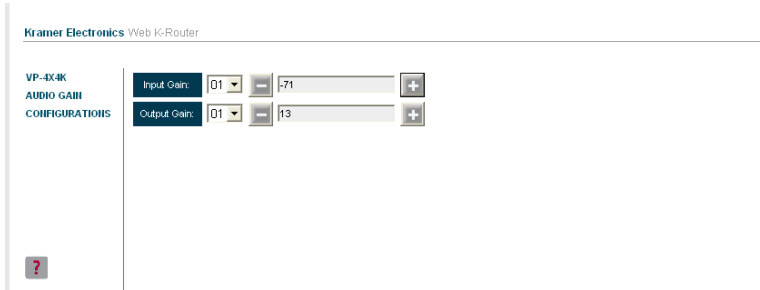 Kramer Electronics Web K-Router
VP-4X4K
AUDIO GAIN
CONFIGURATIONS
Input Gain: 01 - -71 +
Output Gain: 01 - 13 +
?